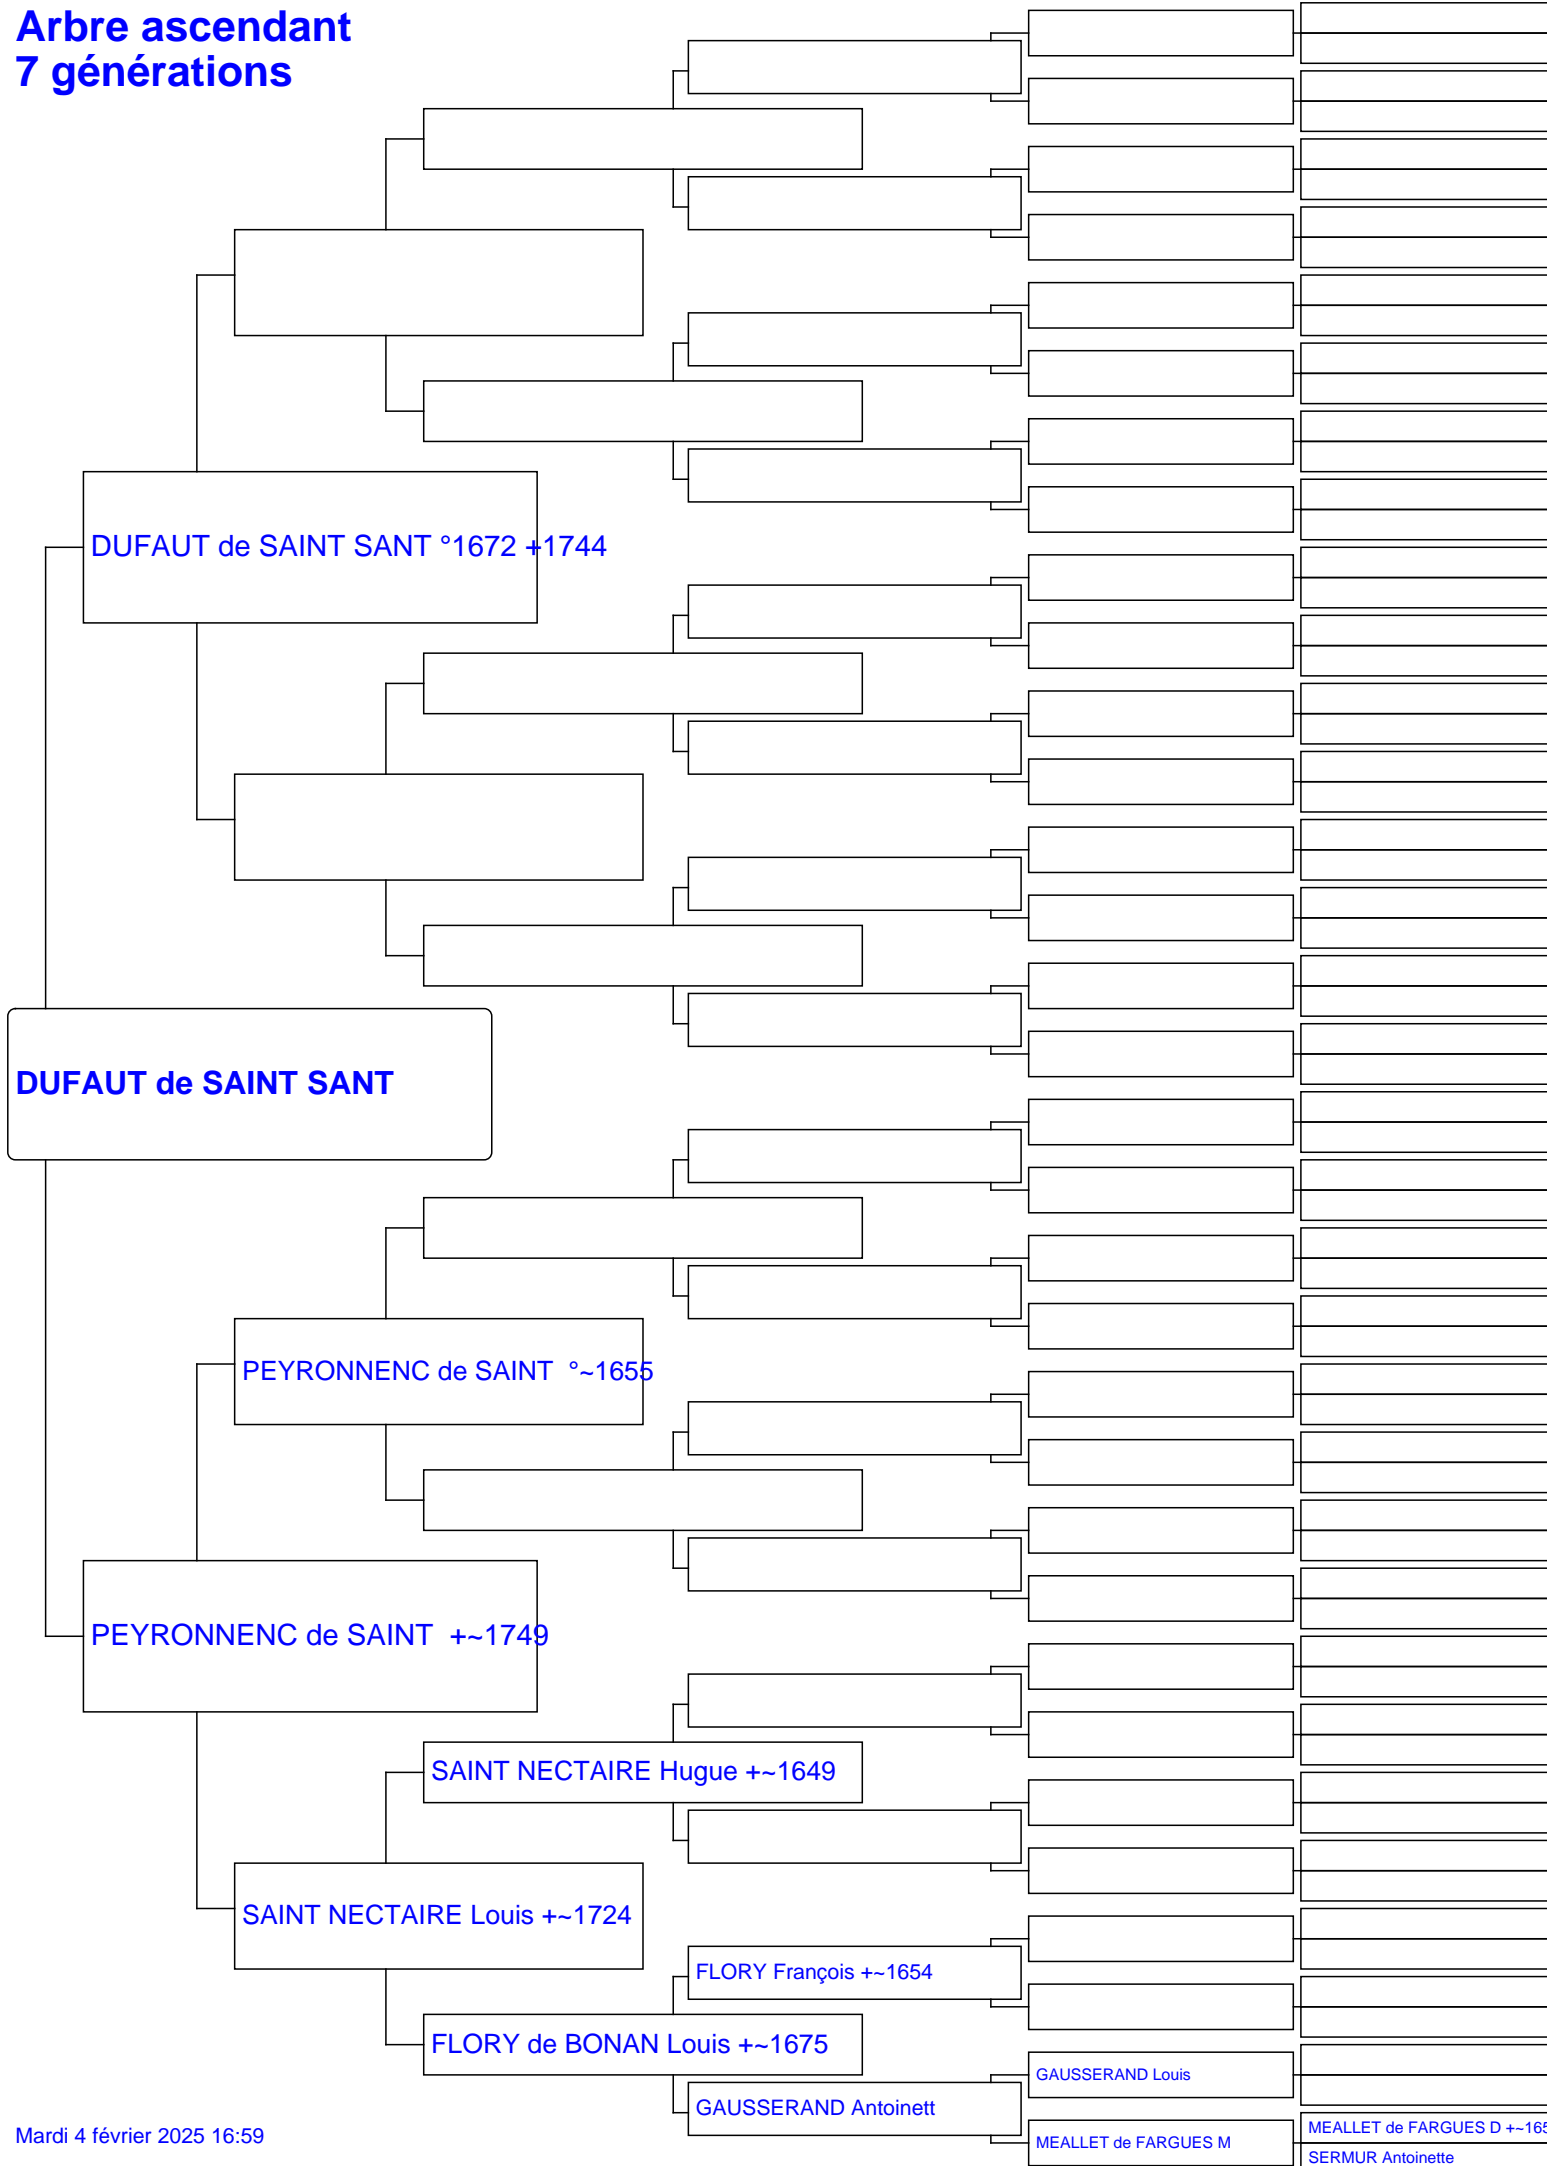 Arbre ascendant
7 générations
DUFAUT de SAINT SANT °1672 +1744
DUFAUT de SAINT SANT
PEYRONNENC de SAINT  °~1655
PEYRONNENC de SAINT  +~1749
SAINT NECTAIRE Hugue +~1649
SAINT NECTAIRE Louis +~1724
FLORY François +~1654
FLORY de BONAN Louis +~1675
GAUSSERAND Louis
GAUSSERAND Antoinett
MEALLET de FARGUES D
MEALLET de FARGUES M
SERMUR Antoinette
Mardi 4 février 2025 16:59